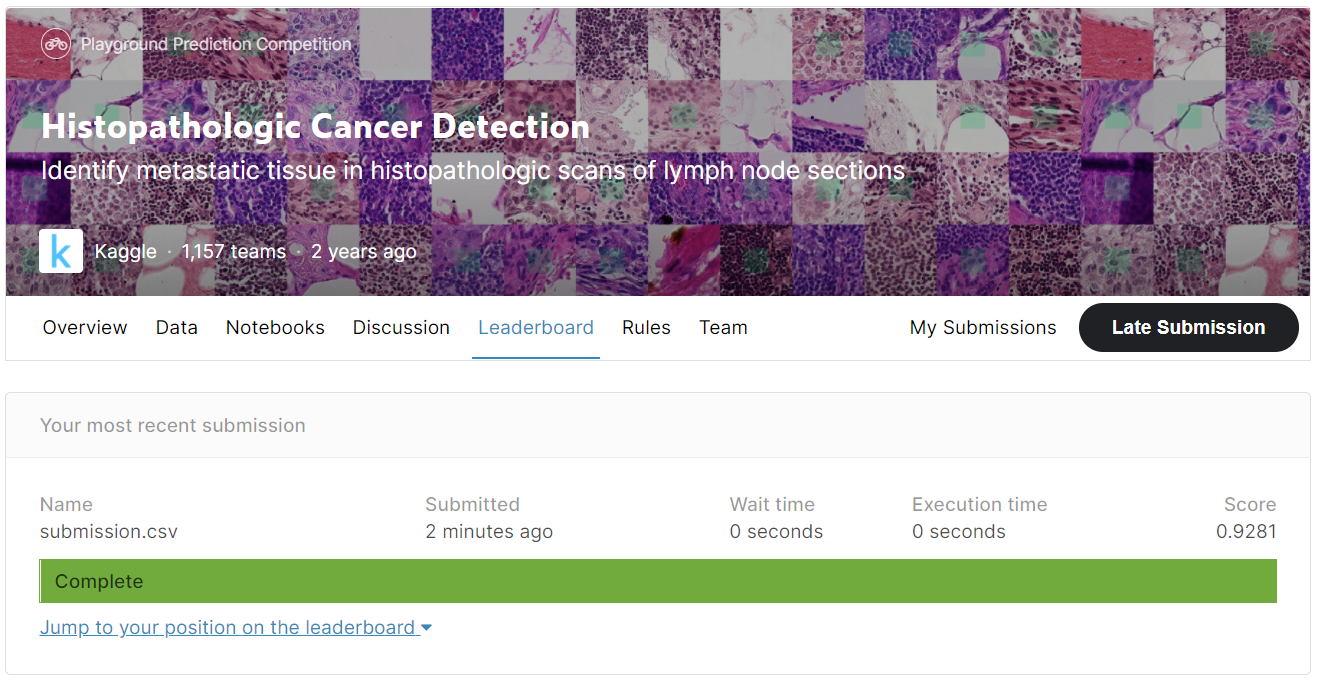 Playground Prediction Competition
Histopathologic Cancer Detection
Identify metastatic tissue in histopathologic scans of lymph node sections
k Kaggle · 1,157 teams · 2 years ago
Overview Data Notebooks Discussion Leaderboard Rules Team My Submissions Late Submission
Your most recent submission
Name Submitted Wait time Execution time Score
submission.csv 2 minutes ago 0 seconds 0 seconds 0.9281
Complete
Jump to your position on the leaderboard